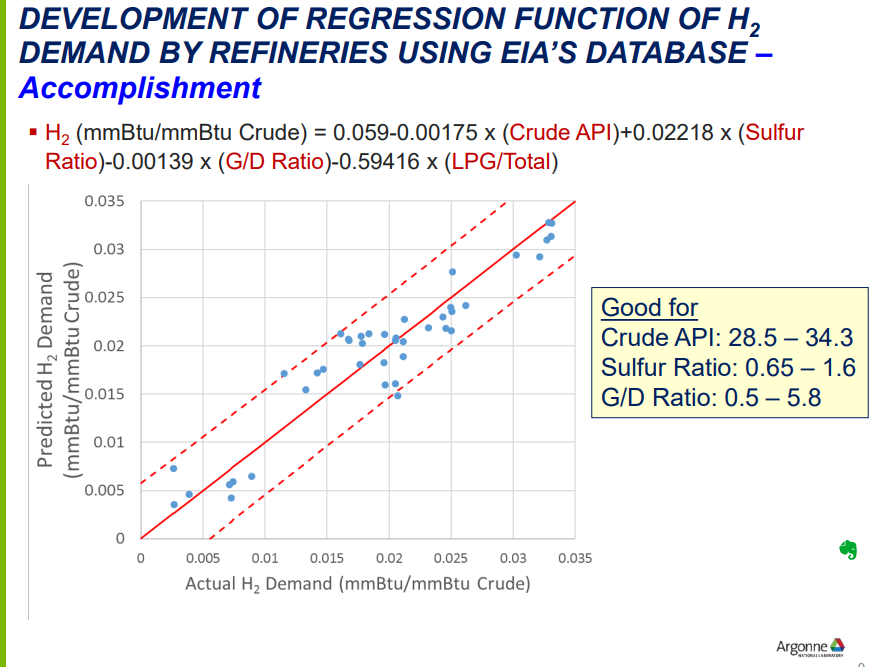 DEVELOPMENT OF REGRESSION FUNCTION OF H2
DEMAND BY REFINERIES USING EIA'S DATABASE –
Accomplishment
▪ H2 (mmBtu/mmBtu Crude) = 0.059-0.00175 x (Crude API)+0.02218 x (Sulfur
Ratio)-0.00139 x (G/D Ratio)-0.59416 x (LPG/Total)
Predicted H2 Demand
(mmBtu/mmBtu Crude)
0.035
0.03
0.025
0.02
0.015
0.01
0.005
0
0 0.005 0.01 0.015 0.02 0.025 0.03 0.035
Actual H2 Demand (mmBtu/mmBtu Crude)
Good for
Crude API: 28.5 – 34.3
Sulfur Ratio: 0.65 – 1.6
G/D Ratio: 0.5 – 5.8
Argonne
NATIONAL LABORATORY